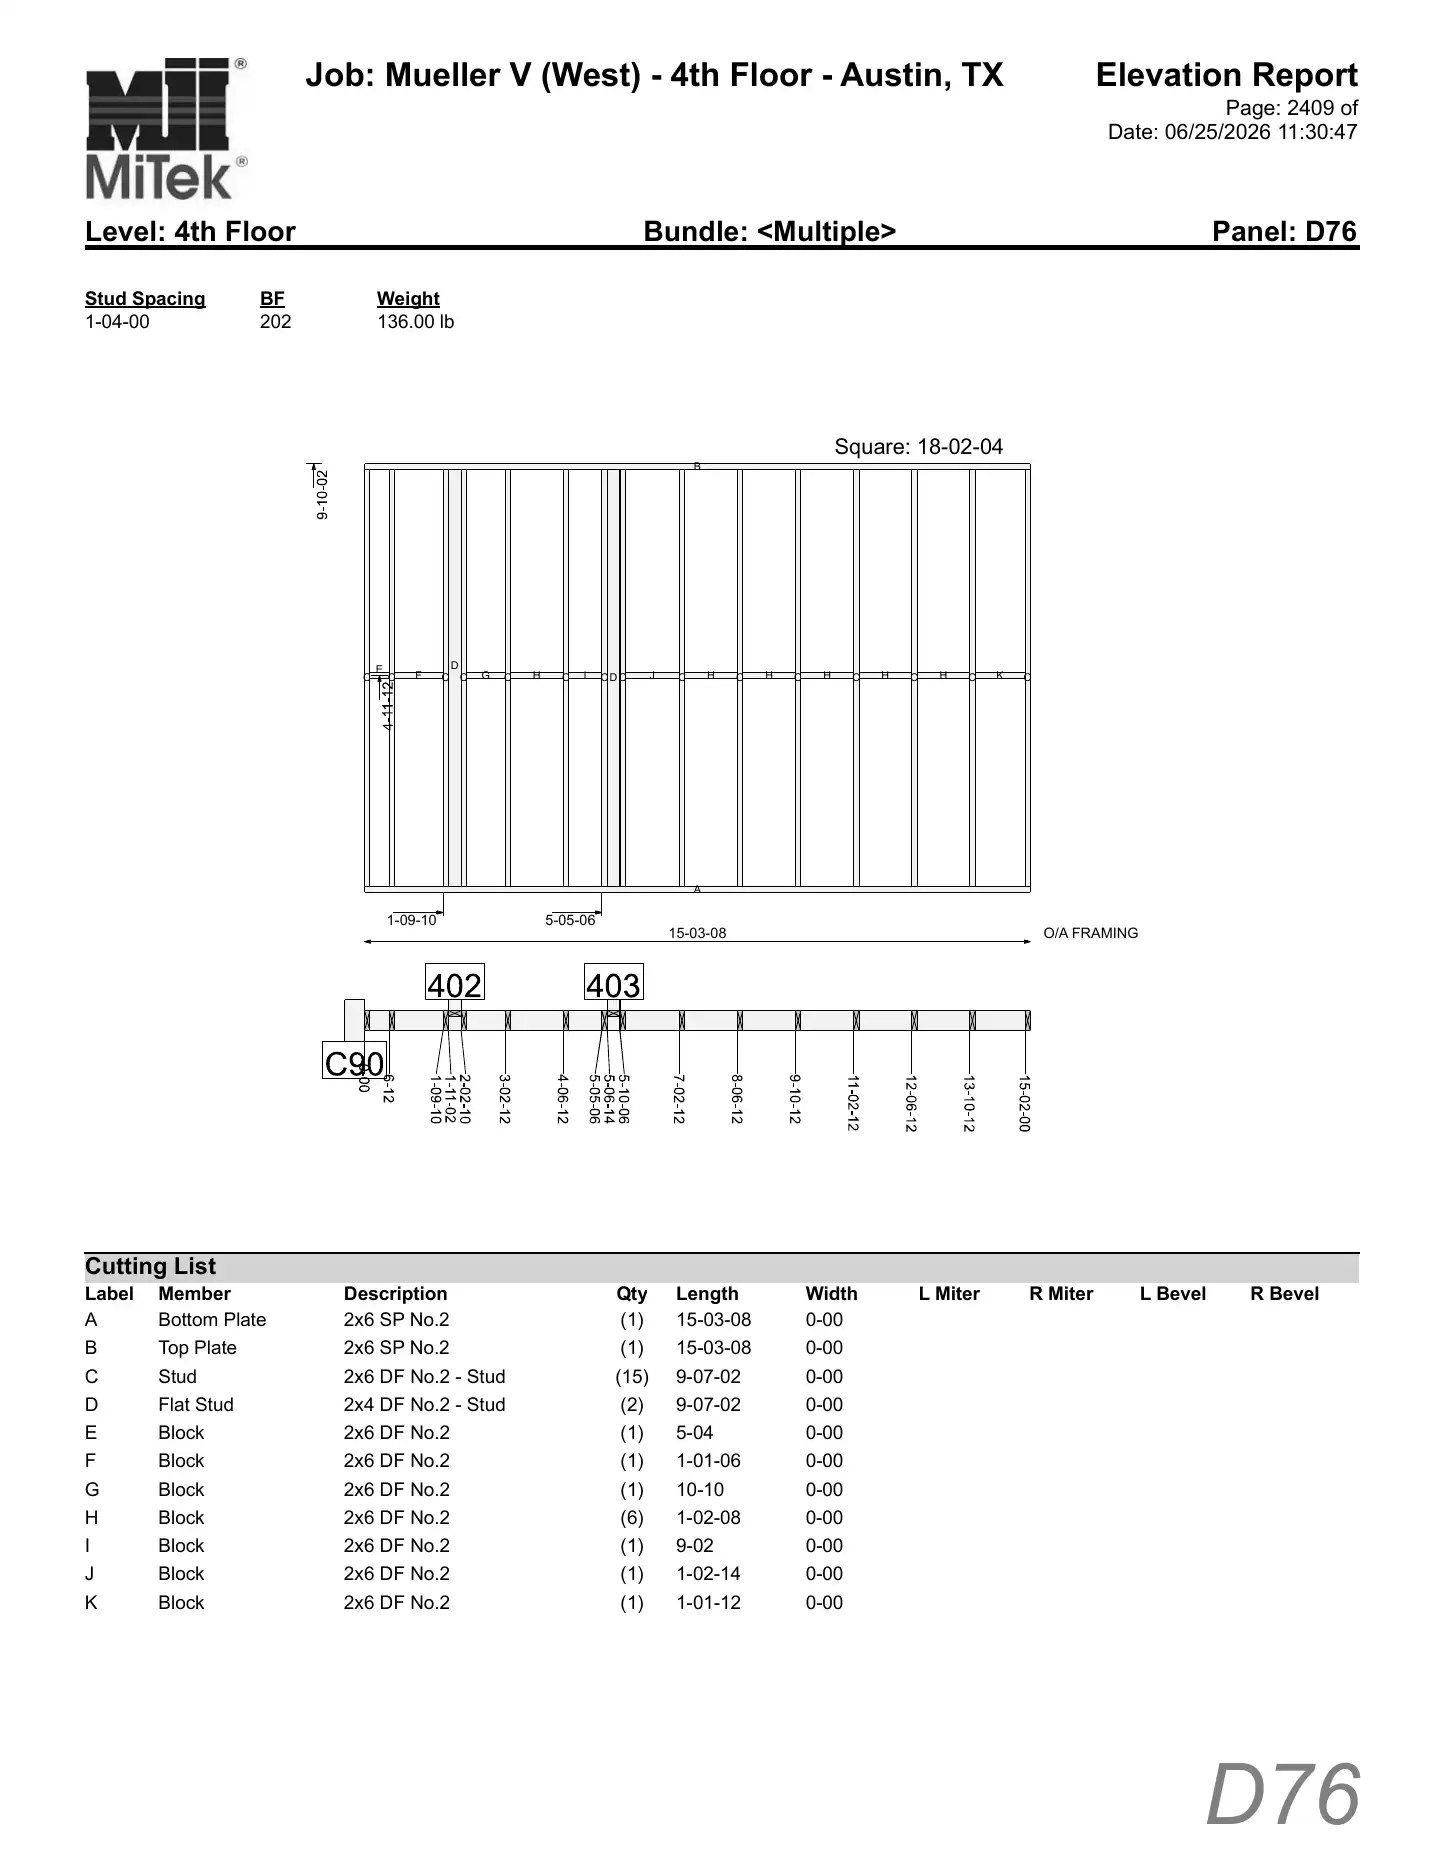 Job: Mueller V (West) - 4th Floor - Austin, TX
Elevation Report
Page: 2409 of
Date: 06/25/2026 11:30:47
MiTek®
Level: 4th Floor Bundle: <Multiple> Panel: D76
Stud Spacing BF Weight
1-04-00 202 136.00 lb
Square: 18-02-04
B
9-10-02
E F D G H I D J H H H H H K
4-11-12
A
1-09-10 5-05-06
15-03-08 O/A FRAMING
402 403
C90
6-12 1-09-10 1-11-02 2-02-10 3-02-12 4-06-12 5-05-06 5-06-14 5-10-06 7-02-12 8-06-12 9-10-12 11-02-12 12-06-12 13-10-12 15-02-00
Cutting List
Label Member Description Qty Length Width L Miter R Miter L Bevel R Bevel
A Bottom Plate 2x6 SP No.2 (1) 15-03-08 0-00
B Top Plate 2x6 SP No.2 (1) 15-03-08 0-00
C Stud 2x6 DF No.2 - Stud (15) 9-07-02 0-00
D Flat Stud 2x4 DF No.2 - Stud (2) 9-07-02 0-00
E Block 2x6 DF No.2 (1) 5-04 0-00
F Block 2x6 DF No.2 (1) 1-01-06 0-00
G Block 2x6 DF No.2 (1) 10-10 0-00
H Block 2x6 DF No.2 (6) 1-02-08 0-00
I Block 2x6 DF No.2 (1) 9-02 0-00
J Block 2x6 DF No.2 (1) 1-02-14 0-00
K Block 2x6 DF No.2 (1) 1-01-12 0-00
D76